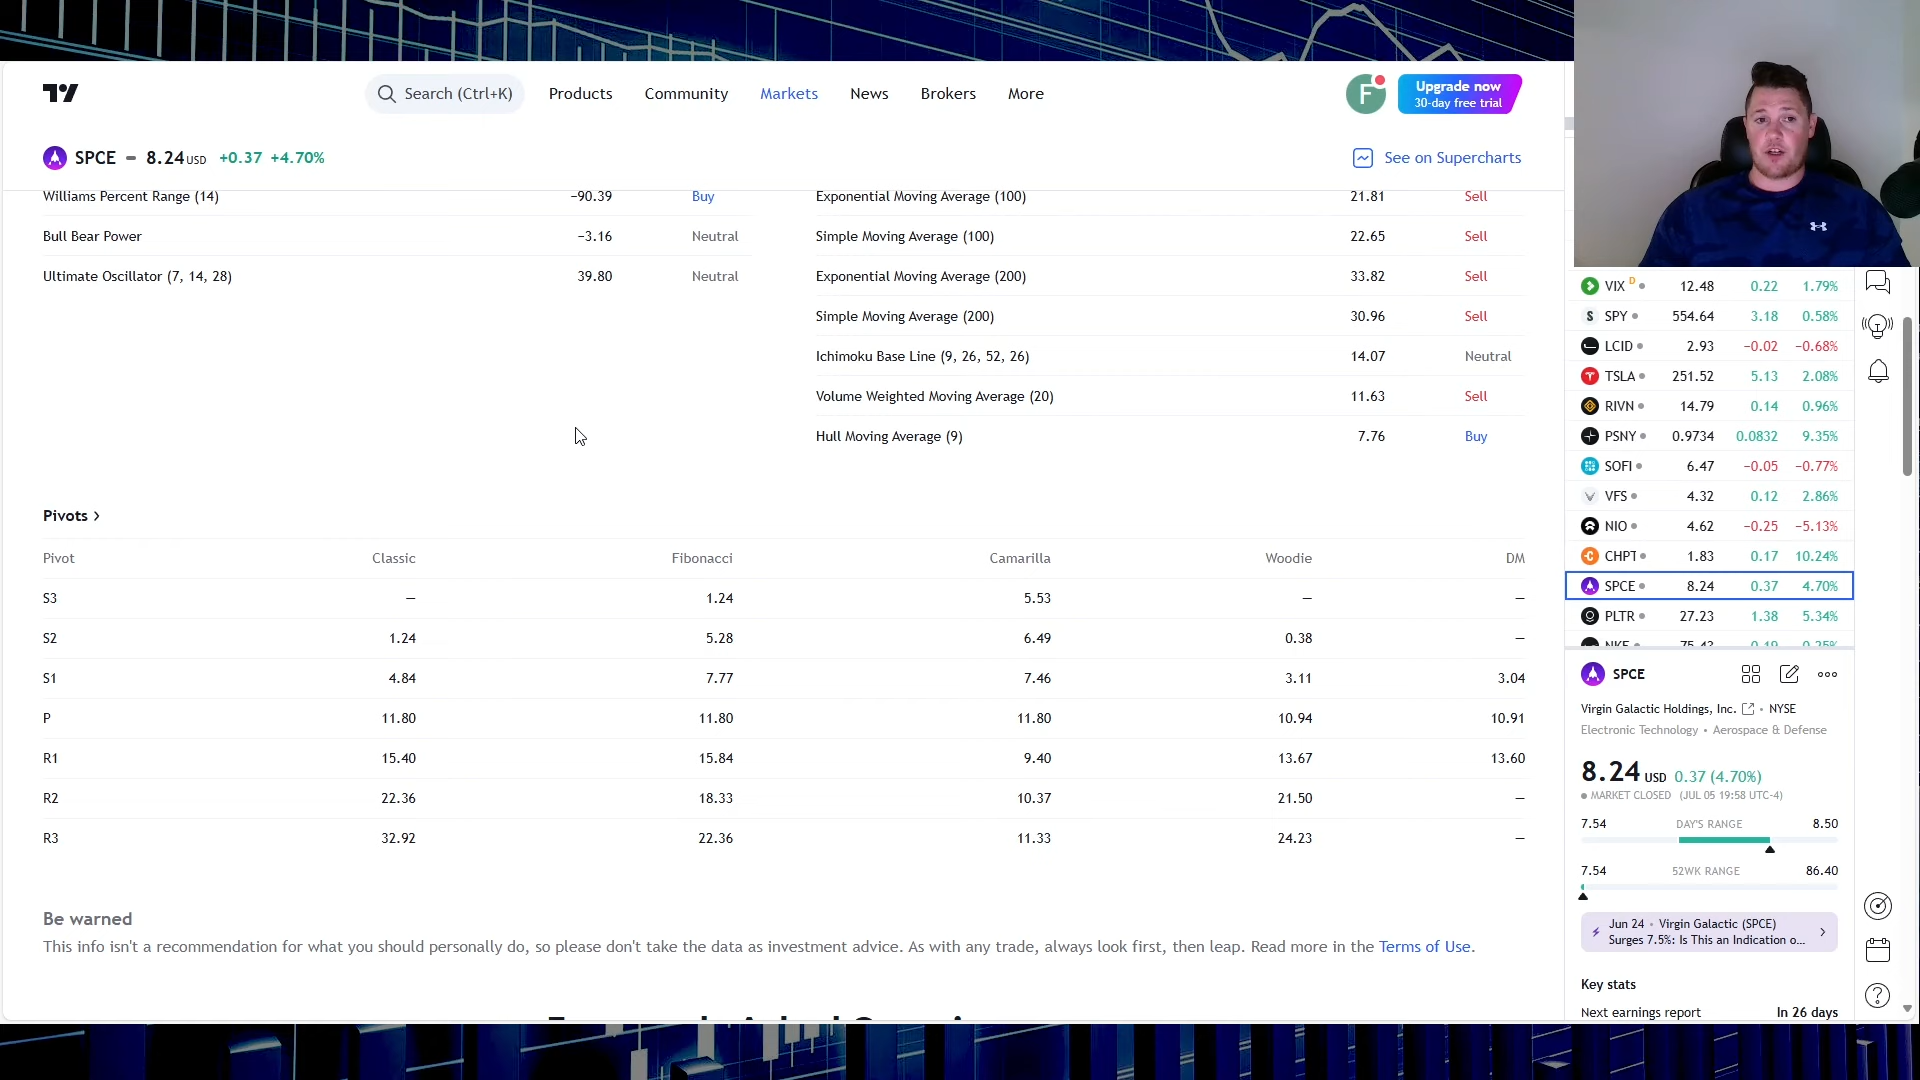 Search (Ctrl+K) Products Community Markets News Brokers More
F
Upgrade now
30-day free trial
SPCE 8.24 USD +0.37 +4.70%
See on Supercharts
Williams Percent Range (14) −90.39 Buy
Bull Bear Power −3.16 Neutral
Ultimate Oscillator (7, 14, 28) 39.80 Neutral
Exponential Moving Average (100) 21.81 Sell
Simple Moving Average (100) 22.65 Sell
Exponential Moving Average (200) 33.82 Sell
Simple Moving Average (200) 30.96 Sell
Ichimoku Base Line (9, 26, 52, 26) 14.07 Neutral
Volume Weighted Moving Average (20) 11.63 Sell
Hull Moving Average (9) 7.76 Buy
Pivots
Pivot Classic Fibonacci Camarilla Woodie DM
S3 — 1.24 5.53 — —
S2 1.24 5.28 6.49 0.38 —
S1 4.84 7.77 7.46 3.11 3.04
P 11.80 11.80 11.80 10.94 10.91
R1 15.40 15.84 9.40 13.67 13.60
R2 22.36 18.33 10.37 21.50 —
R3 32.92 22.36 11.33 24.23 —
Be warned
This info isn't a recommendation for what you should personally do, so please don't take the data as investment advice. As with any trade, always look first, then leap. Read more in the Terms of Use.
VIX D 12.48 0.22 1.79%
SPY 554.64 3.18 0.58%
LCID 2.93 −0.02 −0.68%
TSLA 251.52 5.13 2.08%
RIVN 14.79 0.14 0.96%
PSNY 0.9734 0.0832 9.35%
SOFI 6.47 −0.05 −0.77%
VFS 4.32 0.12 2.86%
NIO 4.62 −0.25 −5.13%
CHPT 1.83 0.17 10.24%
SPCE 8.24 0.37 4.70%
PLTR 27.23 1.38 5.34%
SPCE
Virgin Galactic Holdings, Inc. • NYSE
Electronic Technology • Aerospace & Defense
8.24 USD 0.37 (4.70%)
MARKET CLOSED (JUL 05 19:58 UTC-4)
7.54 DAY'S RANGE 8.50
7.54 52WK RANGE 86.40
Jun 24 • Virgin Galactic (SPCE)
Surges 7.5%: Is This an Indication o...
Key stats
Next earnings report In 26 days